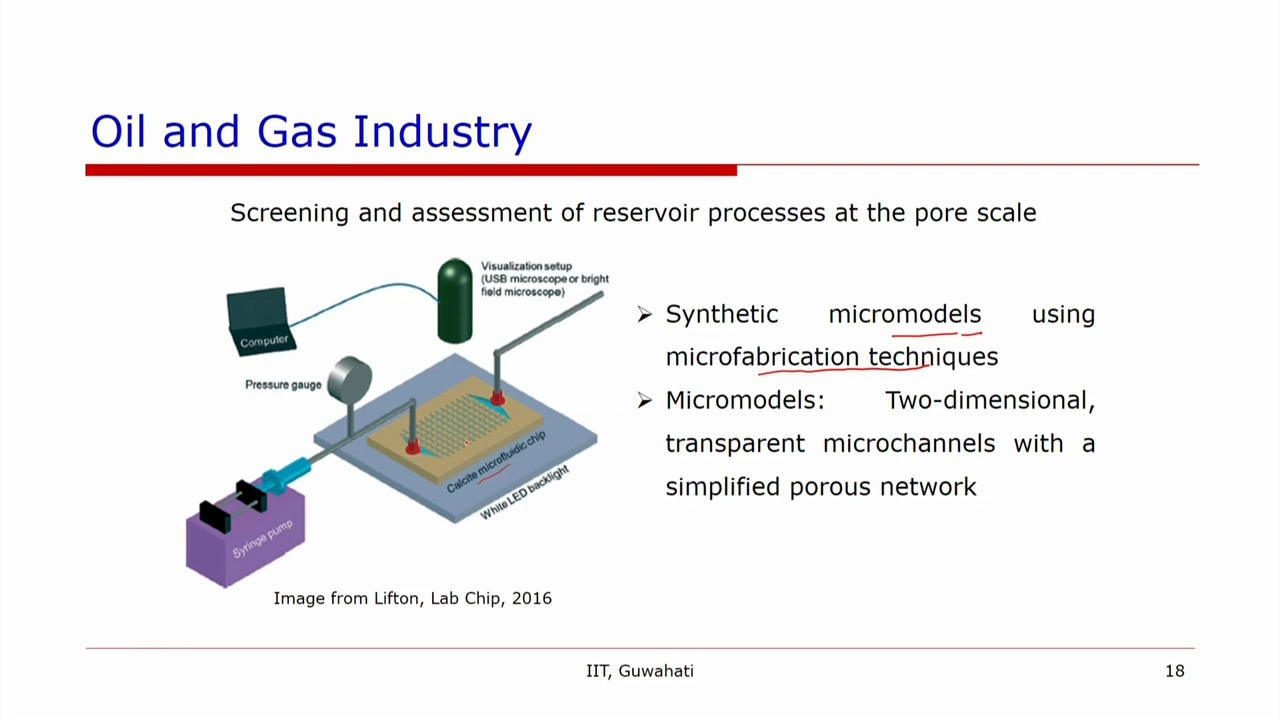 Oil and Gas Industry
Screening and assessment of reservoir processes at the pore scale
Visualization setup
(USB microscope or bright
field microscope)
Computer
Pressure gauge
Calcite microfluidic chip
White LED backlight
Syringe pump
Image from Lifton, Lab Chip, 2016
➢ Synthetic micromodels using
microfabrication techniques
➢ Micromodels: Two-dimensional,
transparent microchannels with a
simplified porous network
IIT, Guwahati
18